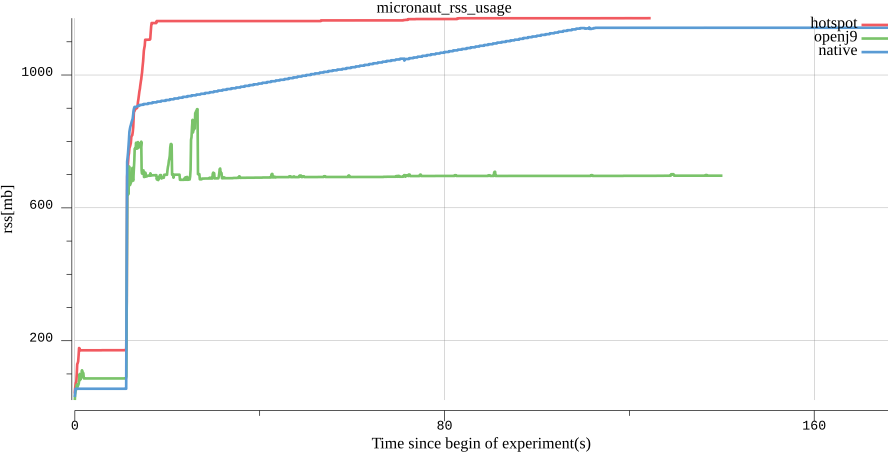 micronaut_rss_usage
hotspot
openj9
native
1000
600
200
rss[mb]
0
80
160
Time since begin of experiment(s)